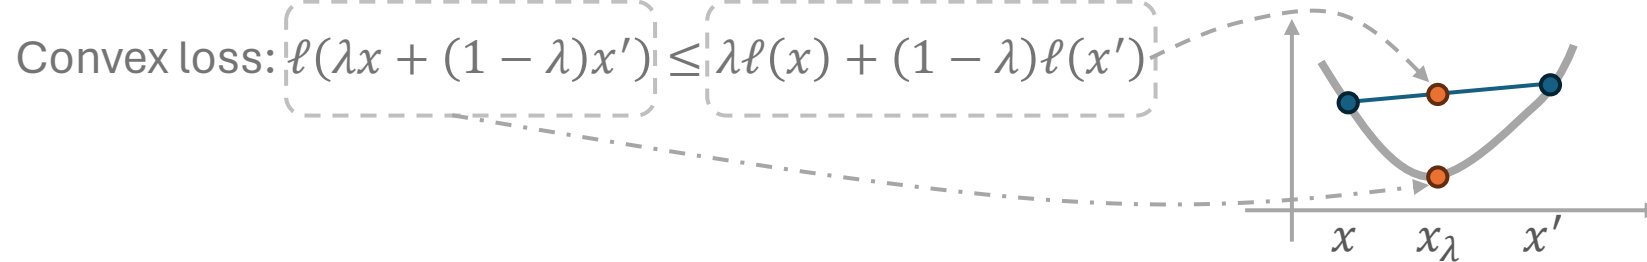 Convex loss: ℓ(λx + (1 − λ)x′) ≤ λℓ(x) + (1 − λ)ℓ(x′)
x x_λ x′